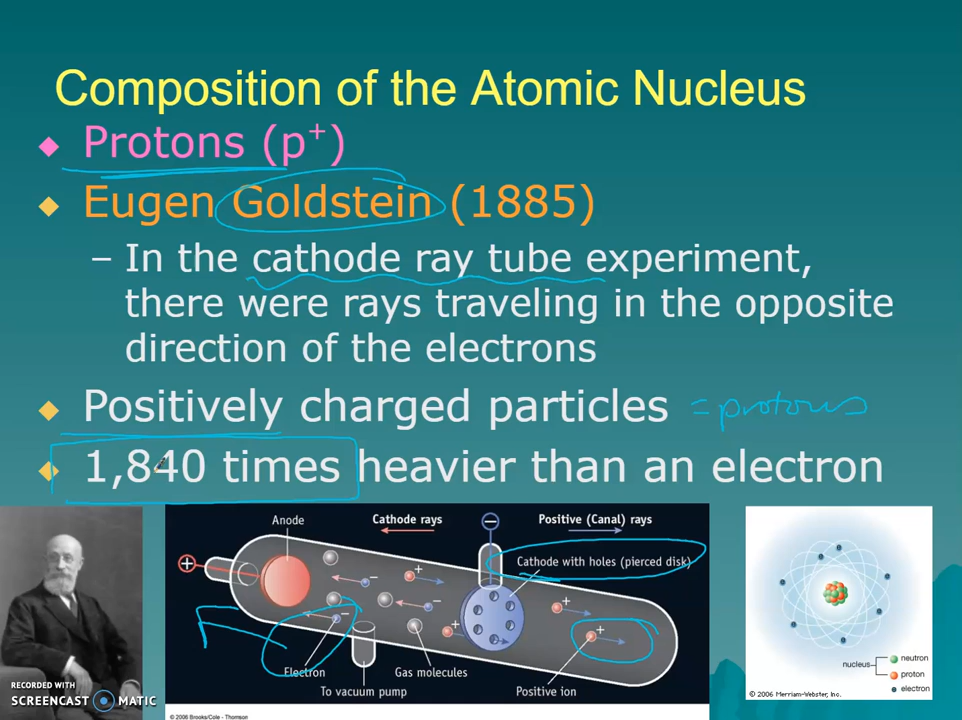 Composition of the Atomic Nucleus
Protons (p+)
Eugen Goldstein (1885)
– In the cathode ray tube experiment,
there were rays traveling in the opposite
direction of the electrons
Positively charged particles = protons
1,840 times heavier than an electron
Anode
Cathode rays
Positive (Canal) rays
Cathode with holes (pierced disk)
Electron
Gas molecules
To vacuum pump
Positive ion
© 2006 Brooks/Cole - Thomson
nucleus
neutron
proton
electron
© 2006 Merriam-Webster, Inc.
RECORDED WITH
SCREENCAST MATIC